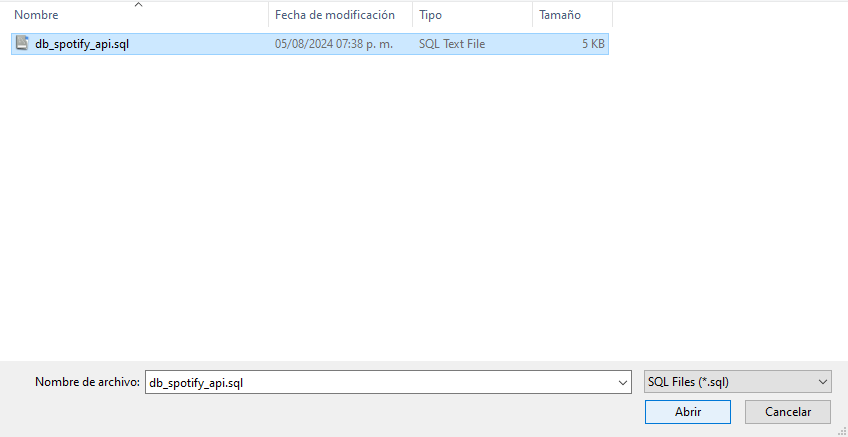 Nombre Fecha de modificación Tipo Tamaño
db_spotify_api.sql 05/08/2024 07:38 p. m. SQL Text File 5 KB
Nombre de archivo: db_spotify_api.sql SQL Files (*.sql)
Abrir Cancelar